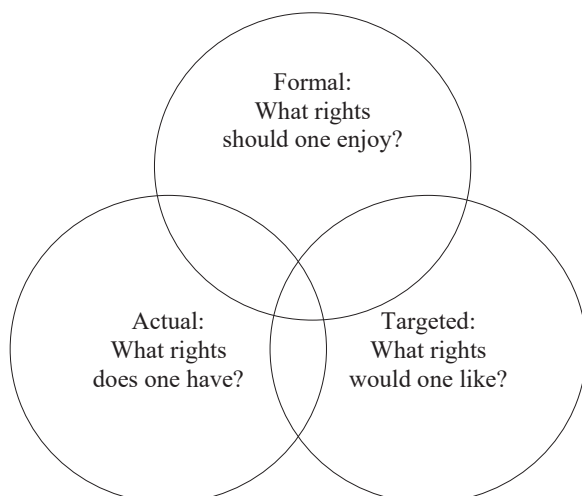 Formal:
What rights
should one enjoy?
Actual:
What rights
does one have?
Targeted:
What rights
would one like?